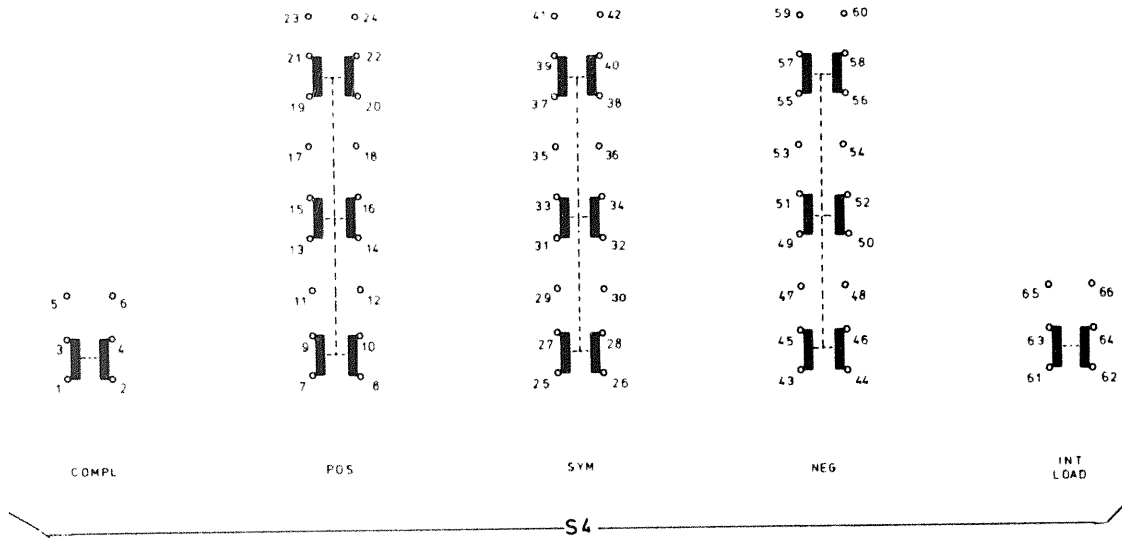 23 24 41 42 59 60
21 22 39 40 57 58
19 20 37 38 55 56
17 18 35 36 53 54
15 16 33 34 51 52
13 14 31 32 49 50
11 12 29 30 47 48 65 66
5 6
9 10 27 28 45 46 63 64
3 4
7 8 25 26 43 44 61 62
1 2
COMPL POS SYM NEG INT
LOAD
S4